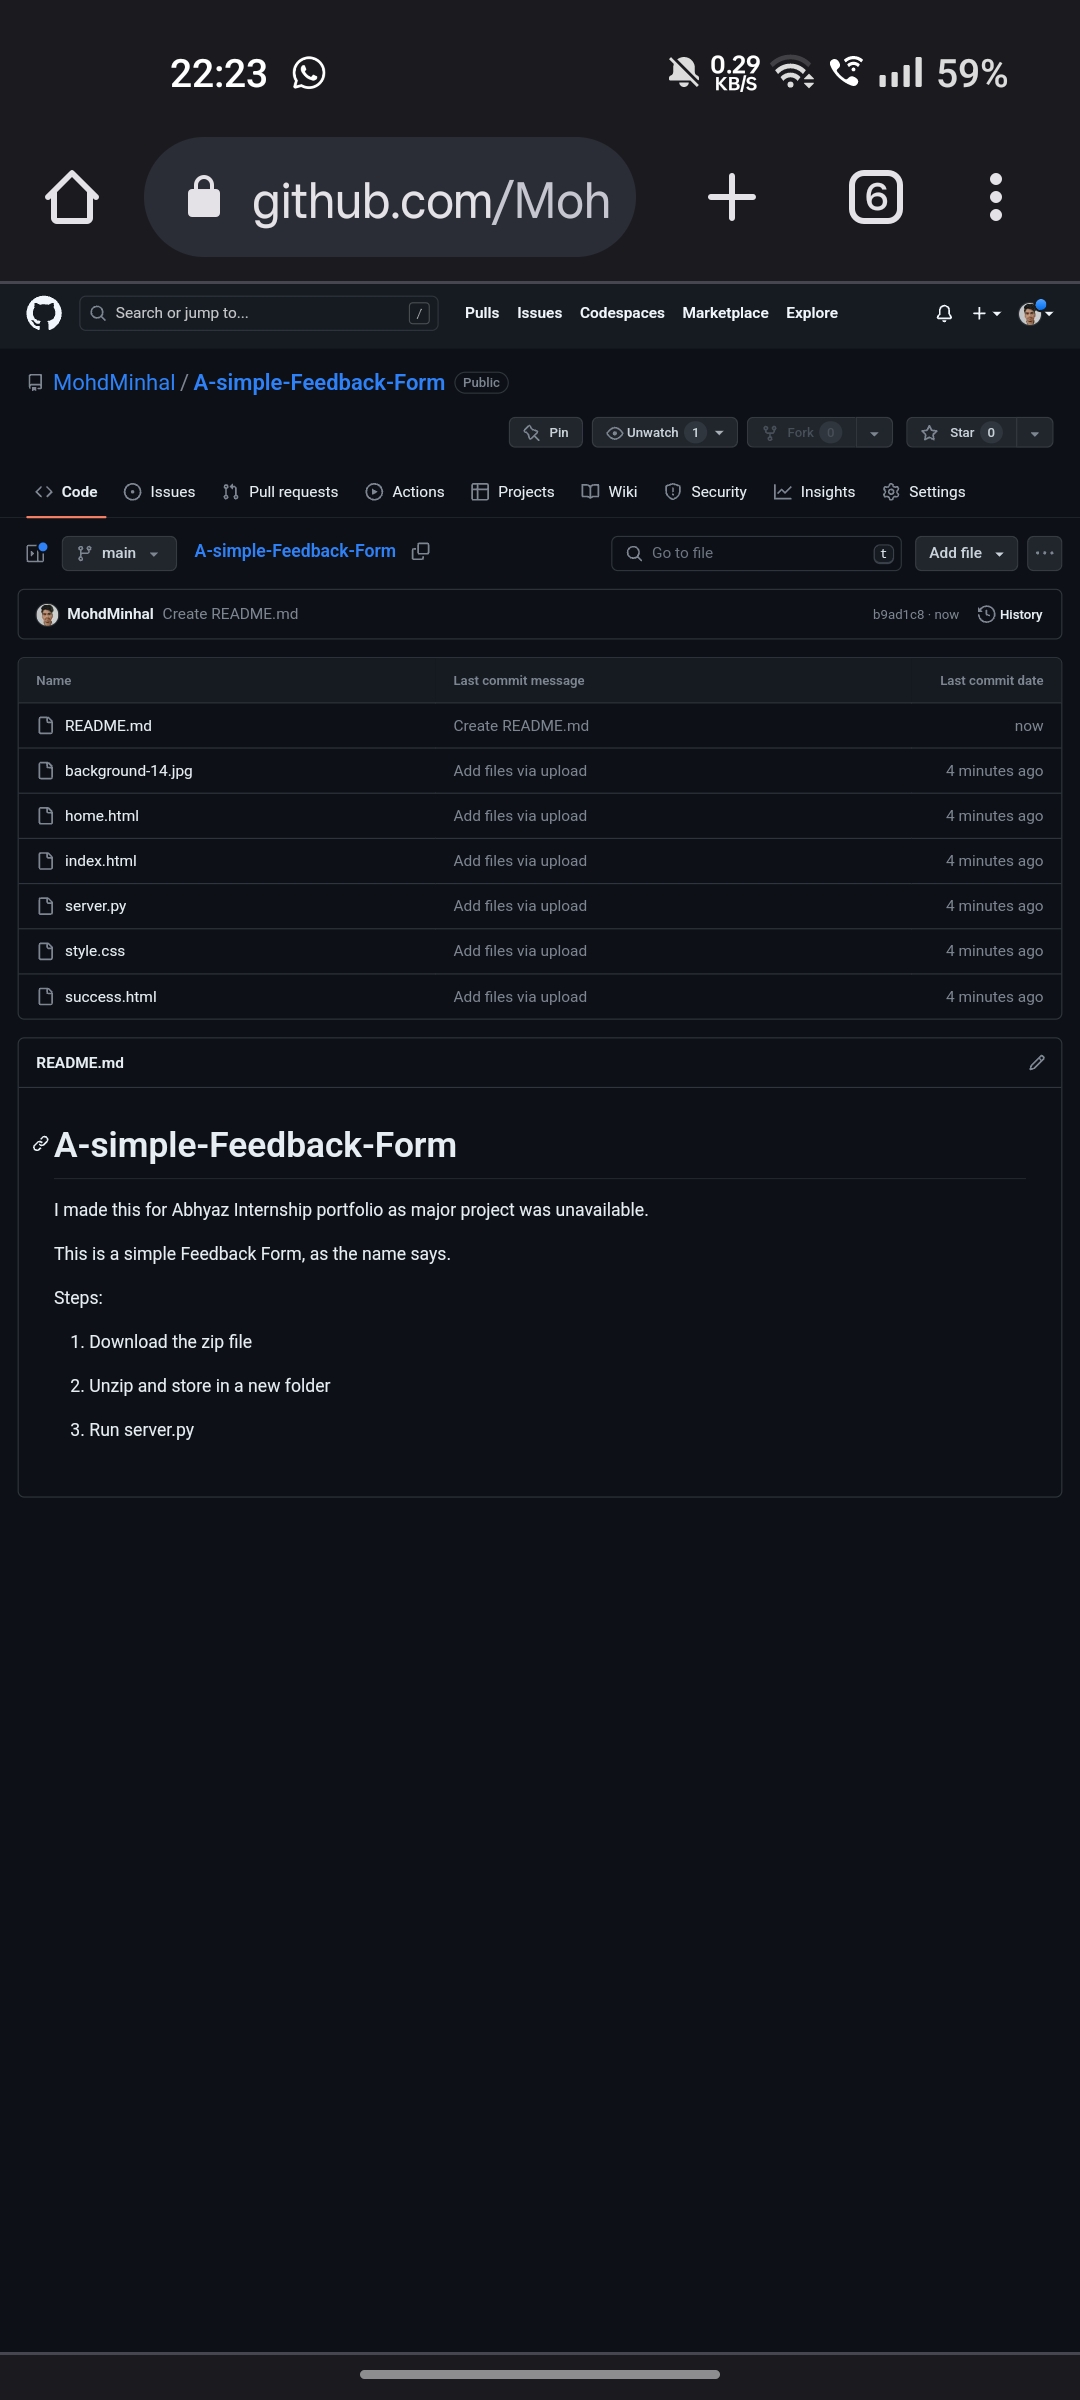 22:23 0.29 KB/S 59%
github.com/Moh 6
Search or jump to... / Pulls Issues Codespaces Marketplace Explore
MohdMinhal / A-simple-Feedback-Form Public
Pin Unwatch 1 Fork 0 Star 0
Code Issues Pull requests Actions Projects Wiki Security Insights Settings
main A-simple-Feedback-Form Go to file t Add file
MohdMinhal Create README.md b9ad1c8 · now History
Name Last commit message Last commit date
README.md Create README.md now
background-14.jpg Add files via upload 4 minutes ago
home.html Add files via upload 4 minutes ago
index.html Add files via upload 4 minutes ago
server.py Add files via upload 4 minutes ago
style.css Add files via upload 4 minutes ago
success.html Add files via upload 4 minutes ago
README.md
A-simple-Feedback-Form
I made this for Abhyaz Internship portfolio as major project was unavailable.
This is a simple Feedback Form, as the name says.
Steps:
1. Download the zip file
2. Unzip and store in a new folder
3. Run server.py